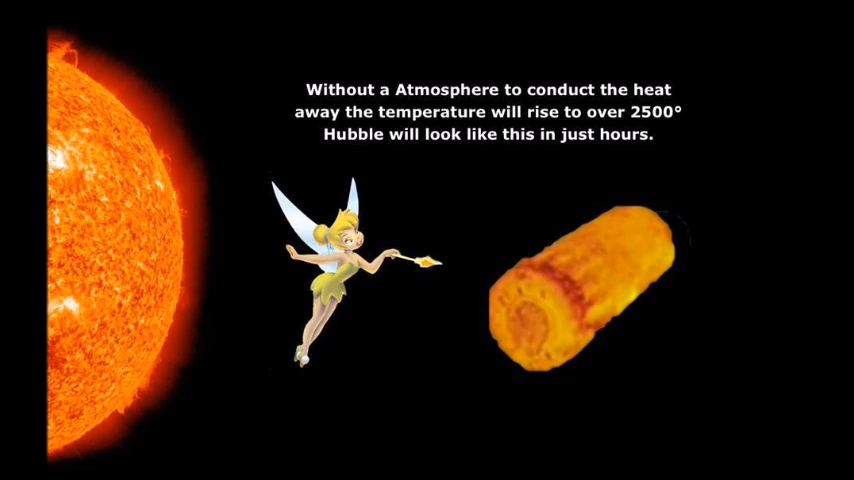 Without a Atmosphere to conduct the heat
away the temperature will rise to over 2500°
Hubble will look like this in just hours.